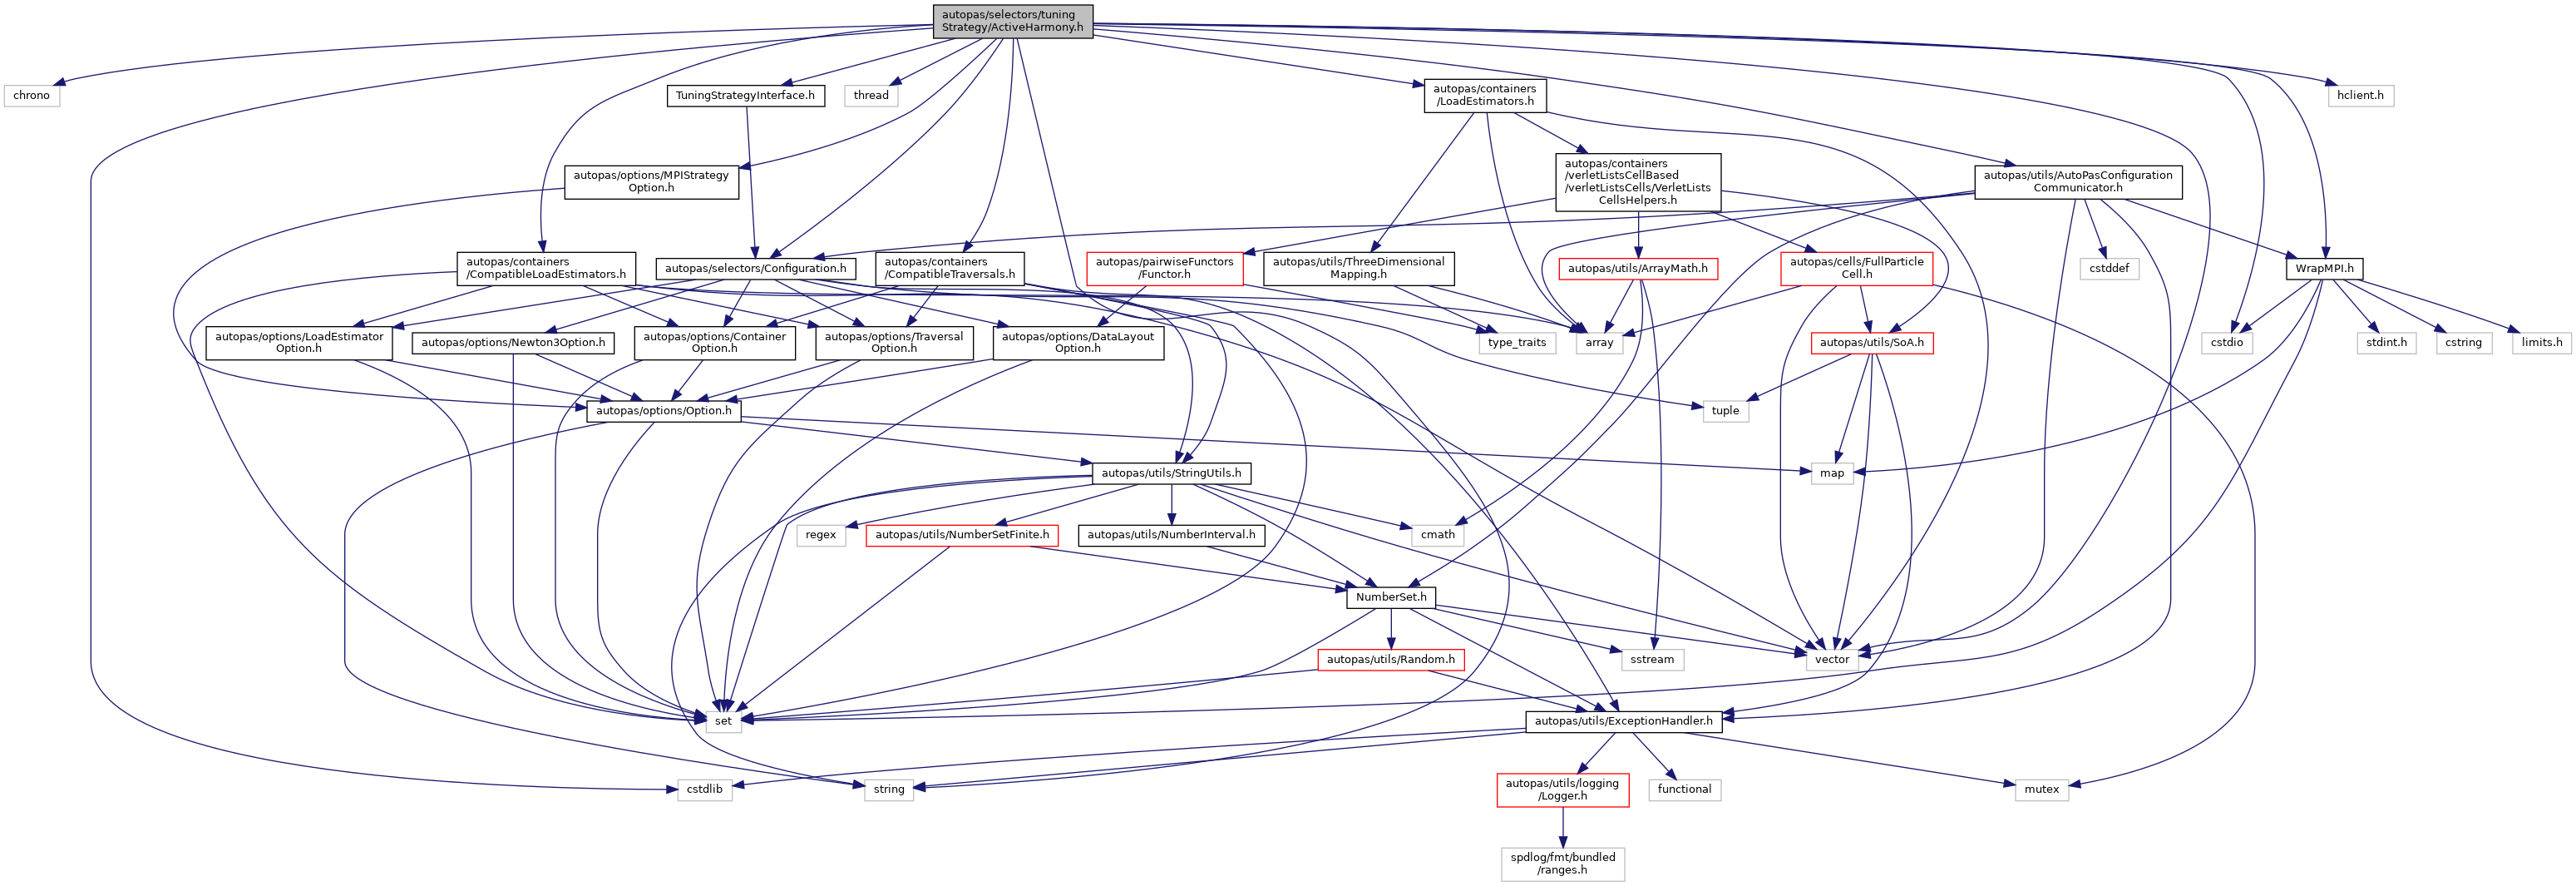 autopas/selectors/tuning
Strategy/ActiveHarmony.h
chrono
TuningStrategyInterface.h
thread
autopas/containers
/LoadEstimators.h
hclient.h
autopas/options/MPIStrategy
Option.h
autopas/containers
/verletListsCellBased
/verletListsCells/VerletLists
CellsHelpers.h
autopas/utils/AutoPasConfiguration
Communicator.h
autopas/containers
/CompatibleLoadEstimators.h
autopas/selectors/Configuration.h
autopas/containers
/CompatibleTraversals.h
autopas/pairwiseFunctors
/Functor.h
autopas/utils/ThreeDimensional
Mapping.h
autopas/utils/ArrayMath.h
autopas/cells/FullParticle
Cell.h
cstddef
WrapMPI.h
autopas/options/LoadEstimator
Option.h
autopas/options/Newton3Option.h
autopas/options/Container
Option.h
autopas/options/Traversal
Option.h
autopas/options/DataLayout
Option.h
type_traits
array
autopas/utils/SoA.h
cstdio
stdint.h
cstring
limits.h
autopas/options/Option.h
tuple
autopas/utils/StringUtils.h
map
regex
autopas/utils/NumberSetFinite.h
autopas/utils/NumberInterval.h
cmath
NumberSet.h
autopas/utils/Random.h
sstream
vector
set
autopas/utils/ExceptionHandler.h
cstdlib
string
autopas/utils/logging
/Logger.h
functional
mutex
spdlog/fmt/bundled
/ranges.h